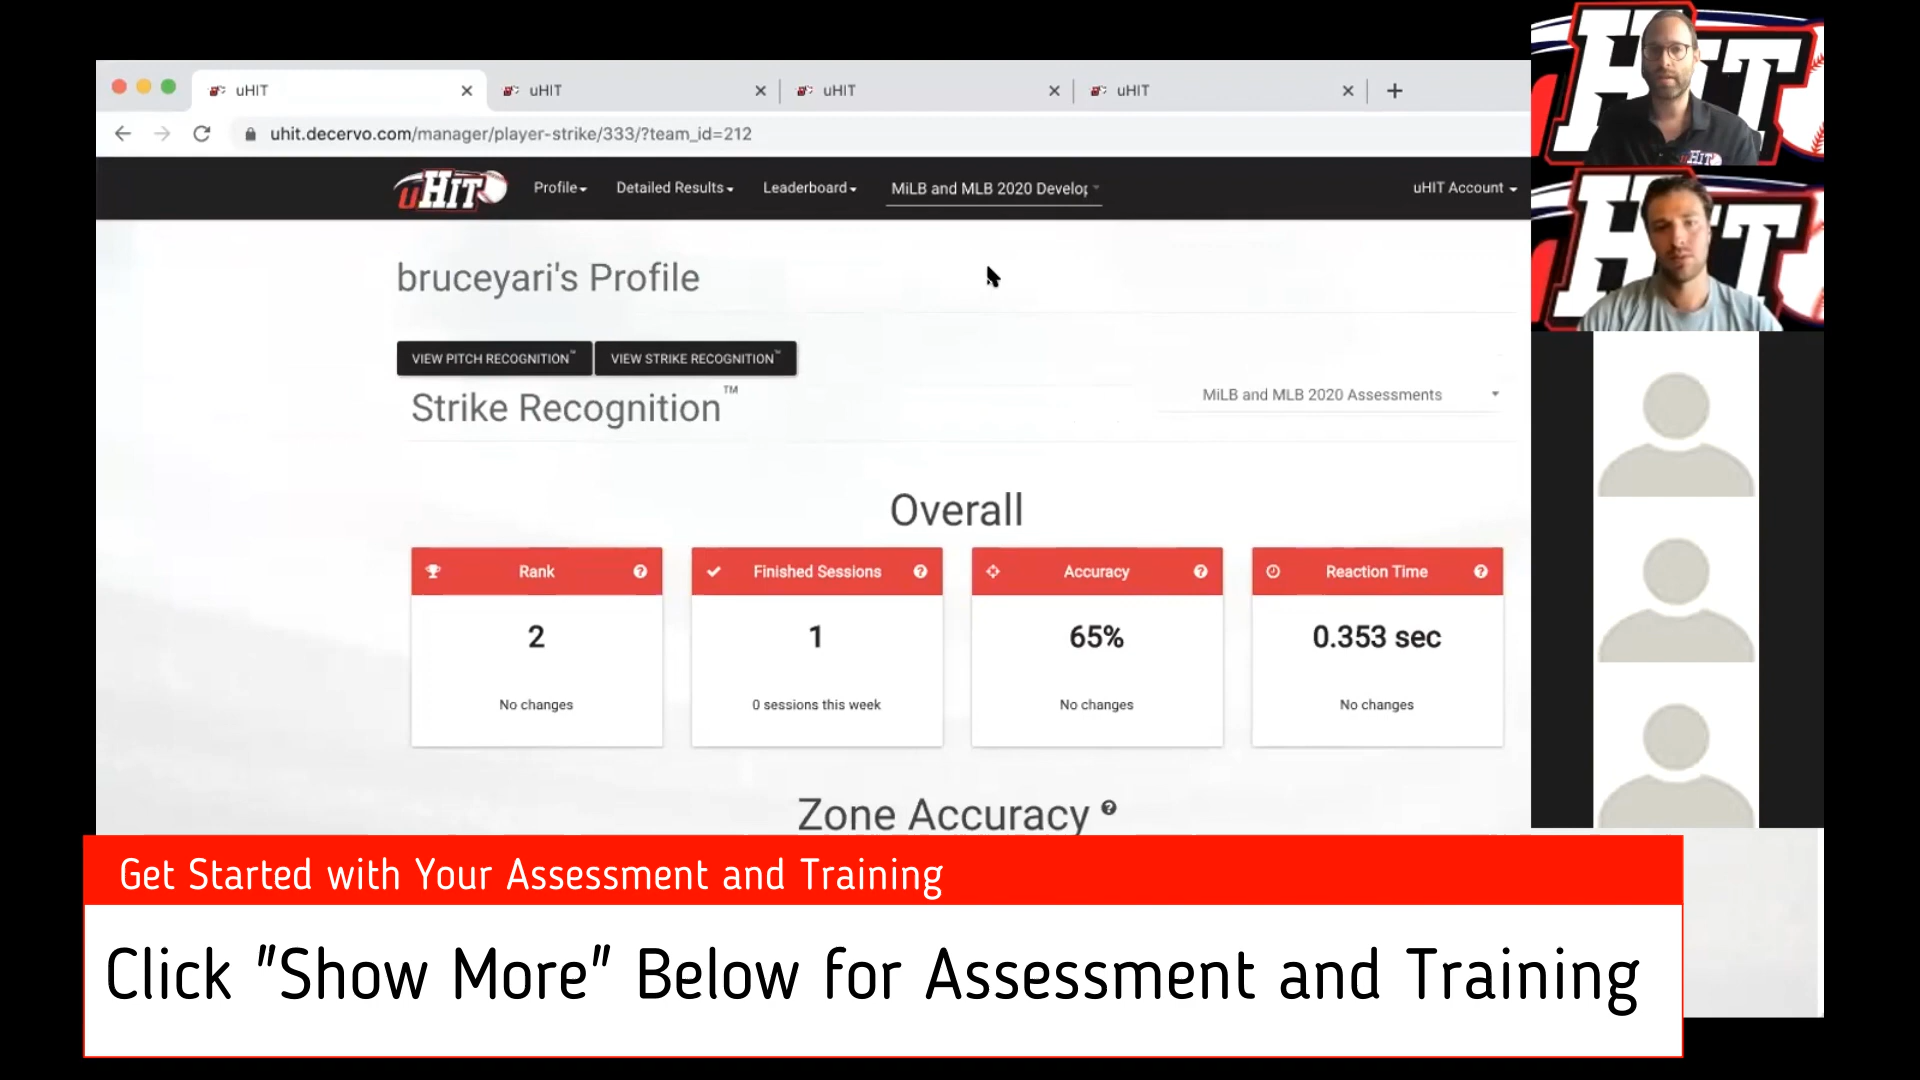 uHIT
uHIT
uHIT
uHIT
uhit.decervo.com/manager/player-strike/333/?team_id=212
uHIT
Profile
Detailed Results
Leaderboard
MiLB and MLB 2020 Develop
uHIT Account
bruceyari's Profile
VIEW PITCH RECOGNITION™
VIEW STRIKE RECOGNITION™
Strike Recognition™
MiLB and MLB 2020 Assessments
Overall
Rank
Finished Sessions
Accuracy
Reaction Time
2
1
65%
0.353 sec
No changes
0 sessions this week
No changes
No changes
Zone Accuracy
Get Started with Your Assessment and Training
Click "Show More" Below for Assessment and Training